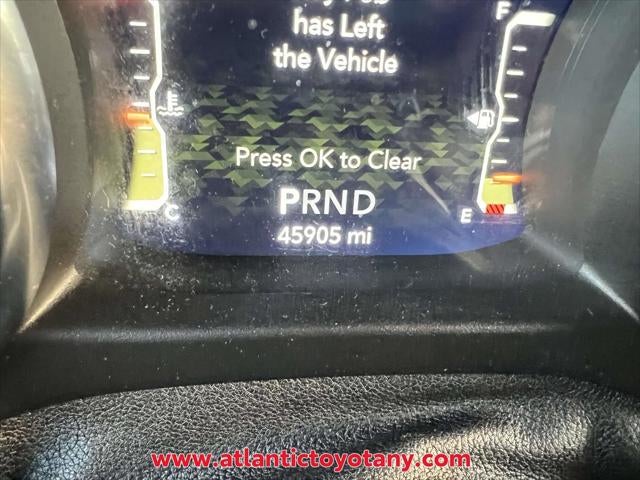 F
has Left
the Vehicle
Press OK to Clear
PRND
45905 mi
C
E
www.atlantictoyotany.com